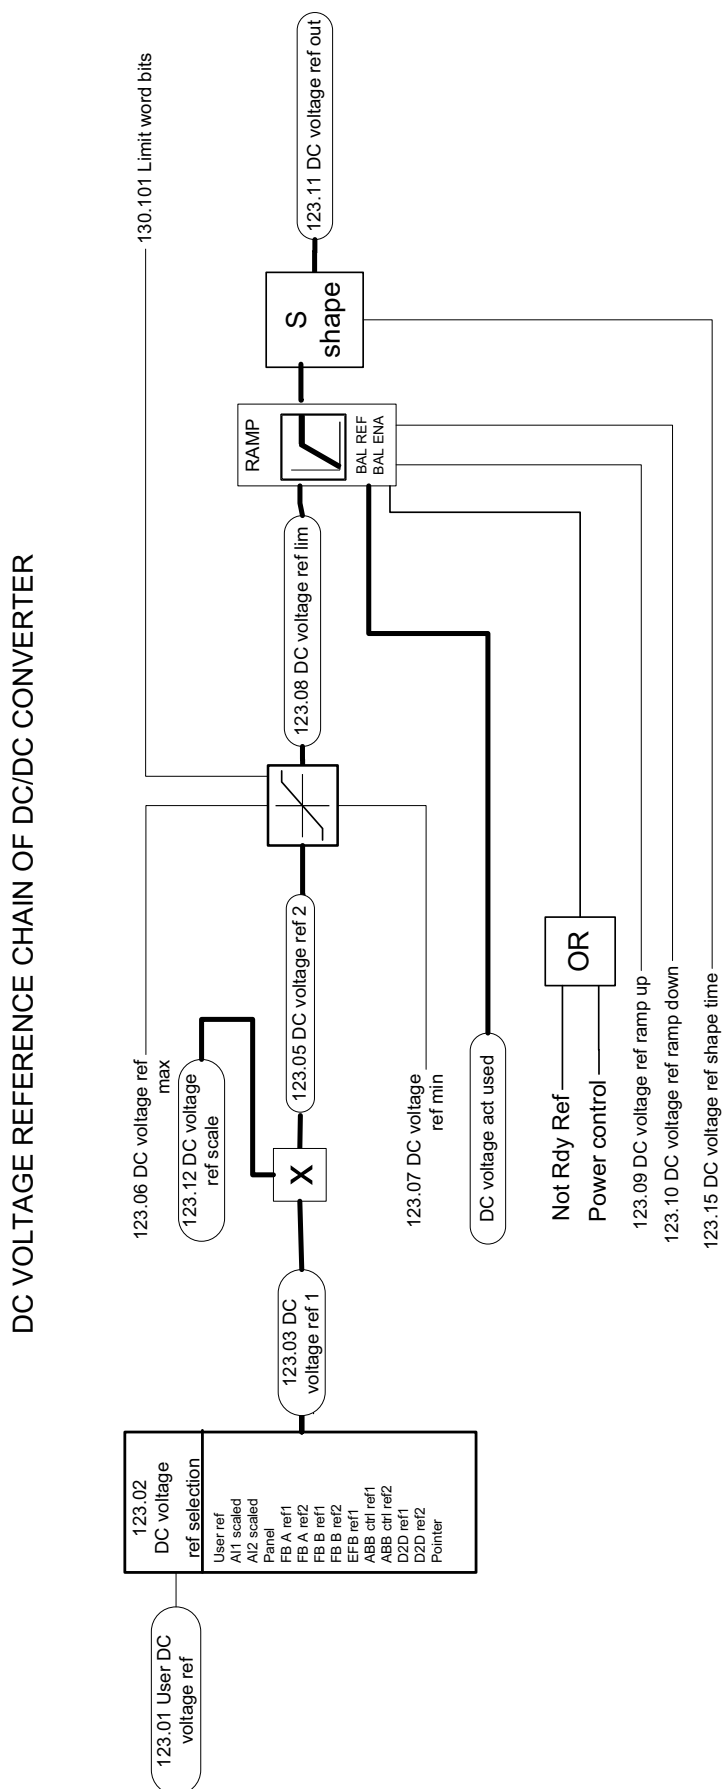 DC VOLTAGE REFERENCE CHAIN OF DC/DC CONVERTER
123.01 User DC
voltage ref
123.02
DC voltage
ref selection
User ref
AI1 scaled
AI2 scaled
Panel
FB A ref1
FB A ref2
FB B ref1
FB B ref2
EFB ref1
ABB ctrl ref1
ABB ctrl ref2
D2D ref1
D2D ref2
Pointer
123.03 DC
voltage ref 1
123.06 DC voltage ref
max
123.12 DC voltage
ref scale
X
123.05 DC voltage ref 2
123.07 DC voltage
ref min
130.101 Limit word bits
123.08 DC voltage ref lim
RAMP
BAL REF
BAL ENA
S
shape
123.11 DC voltage ref out
DC voltage act used
Not Rdy Ref
Power control
OR
123.09 DC voltage ref ramp up
123.10 DC voltage ref ramp down
123.15 DC voltage ref shape time